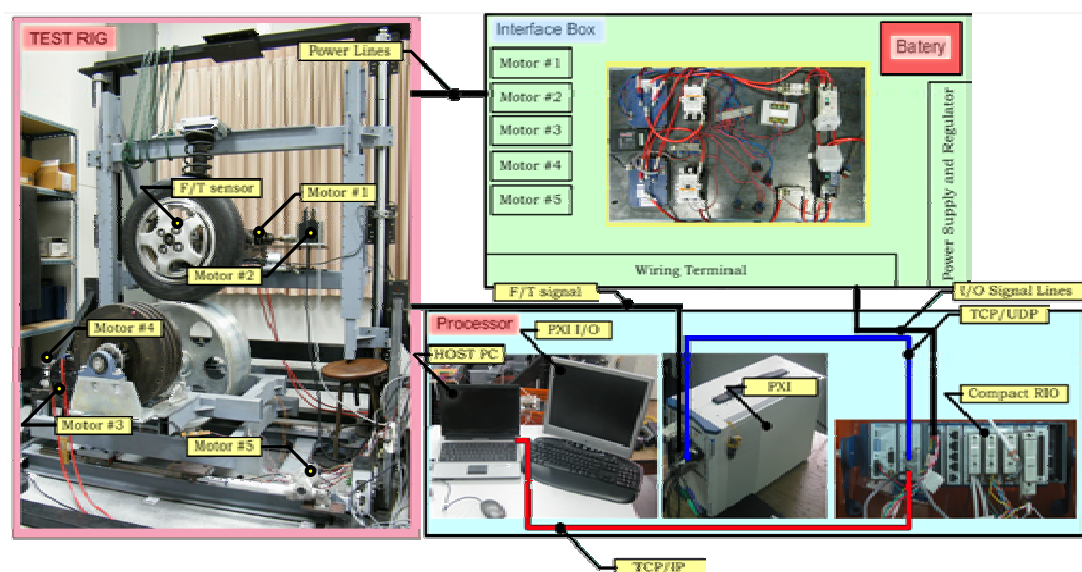 TEST RIG
F/T sensor
Motor #1
Motor #2
Motor #4
Motor #3
Motor #5
Power Lines
Interface Box
Motor #1
Motor #2
Motor #3
Motor #4
Motor #5
Batery
Power Supply and Regulator
Wiring Terminal
F/T signal
I/O Signal Lines
TCP/UDP
Processor
PXI I/O
HOST PC
PXI
Compact RIO
TCP/IP